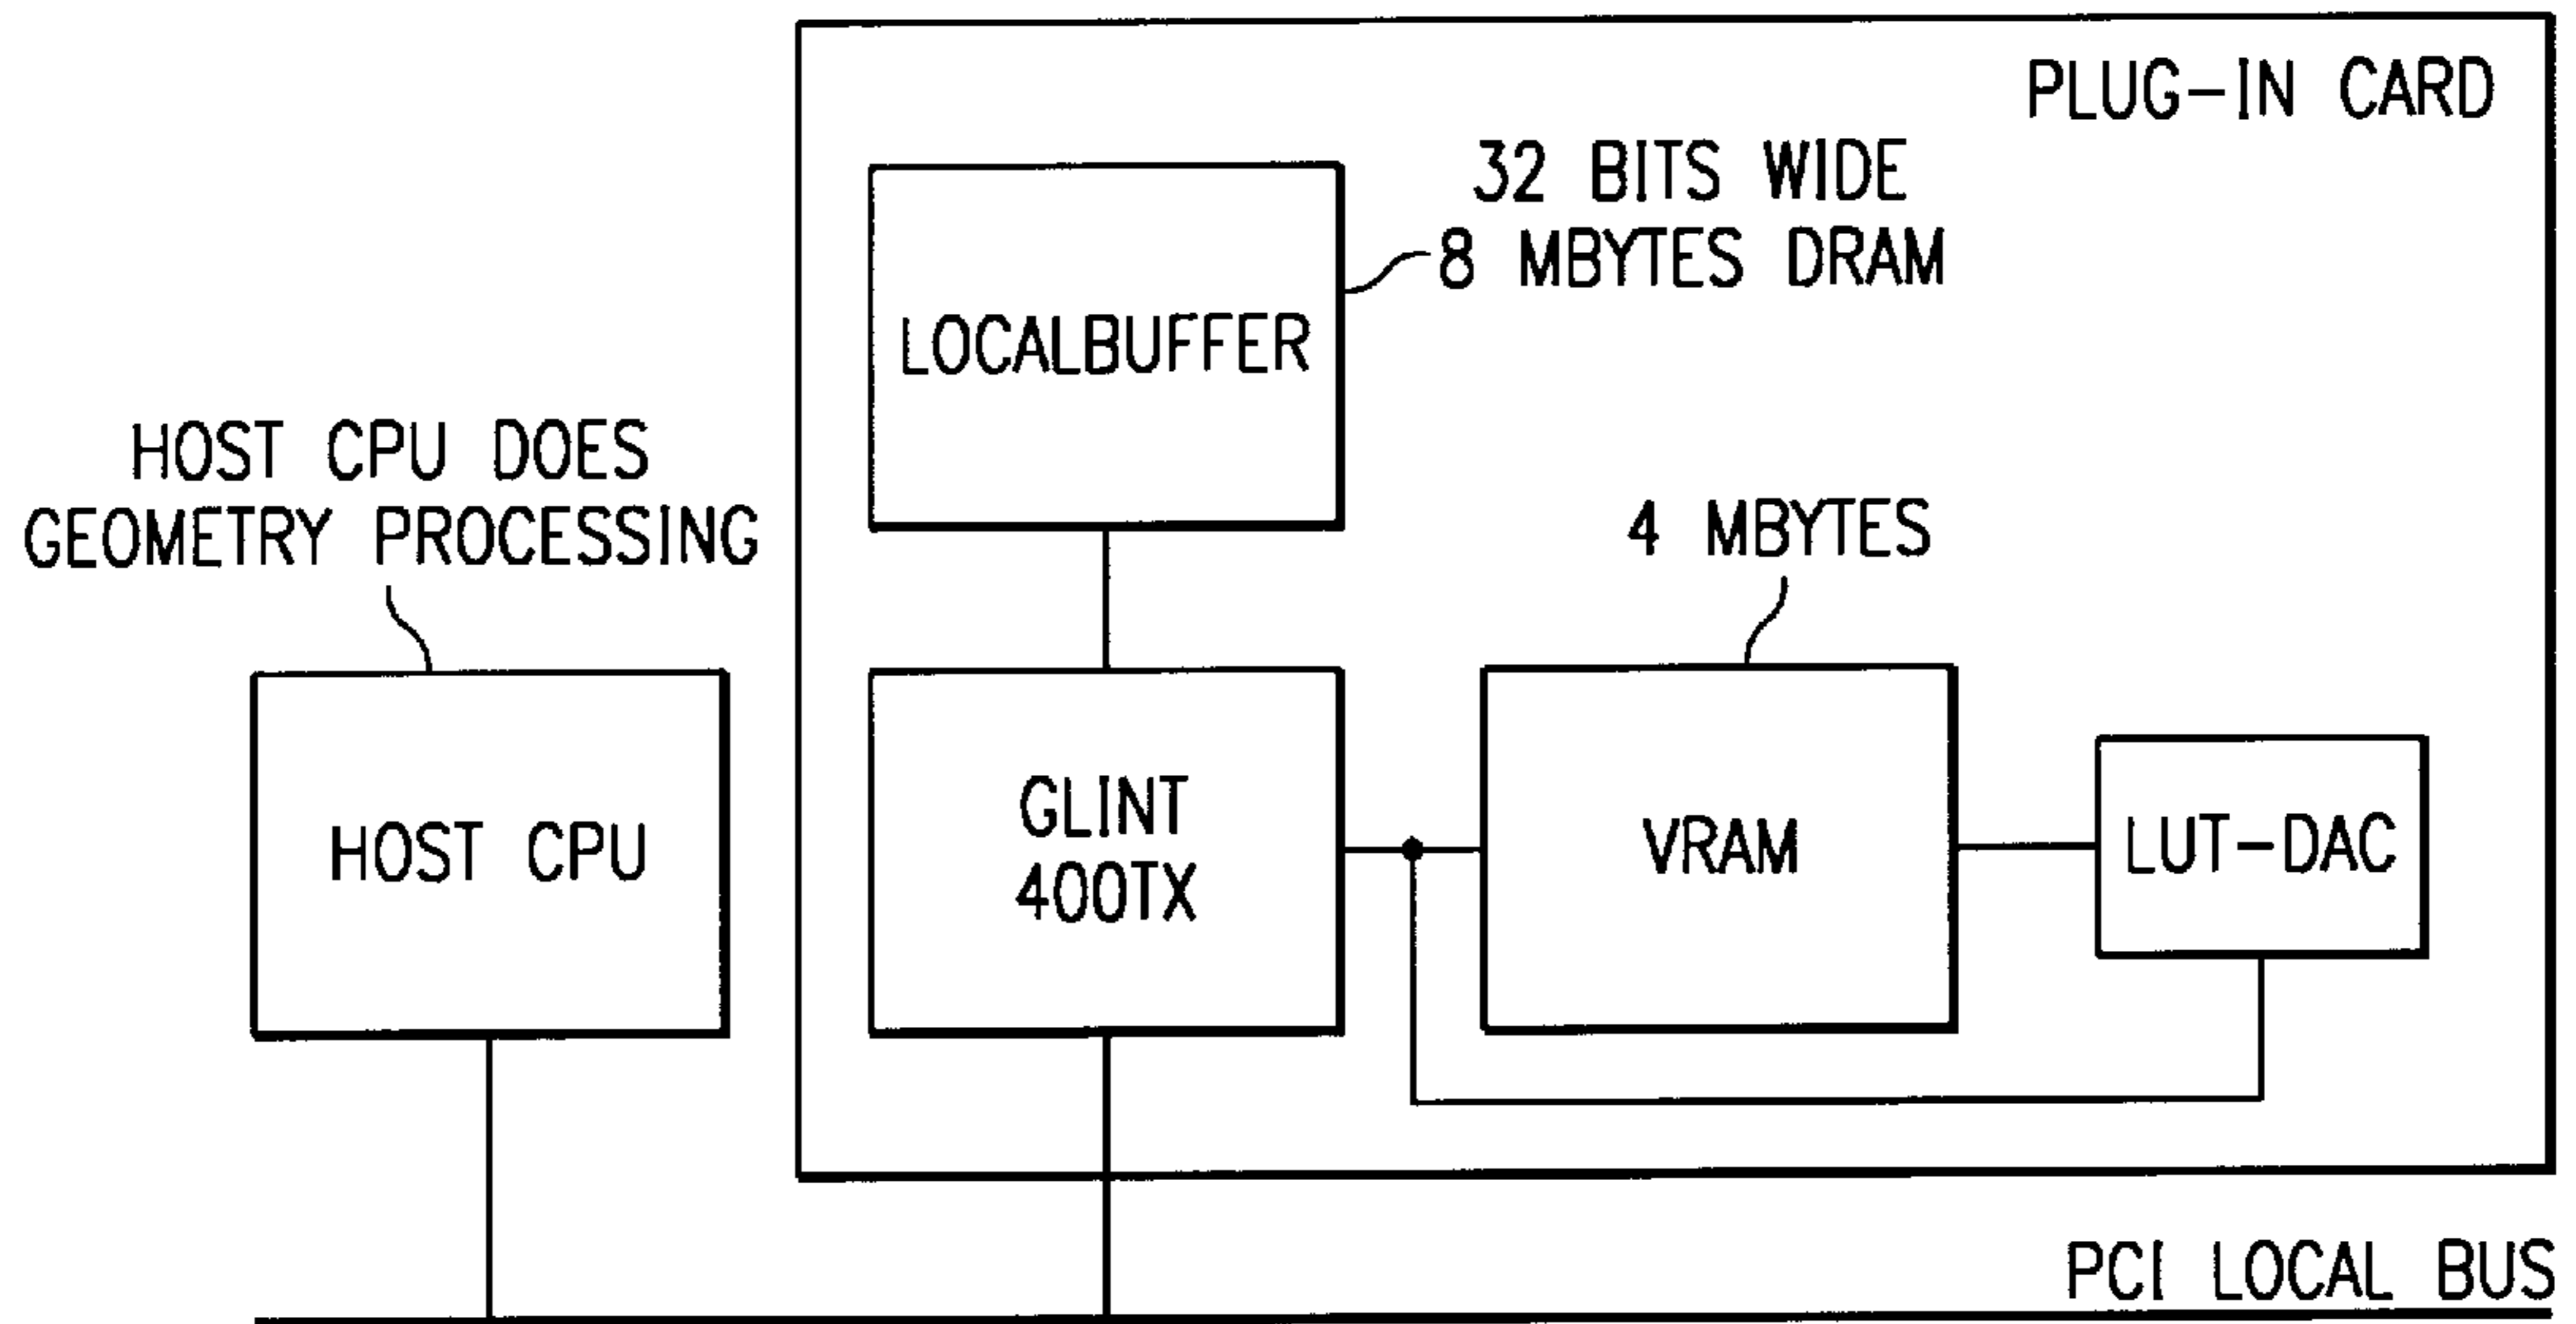 PLUG-IN CARD
32 BITS WIDE
8 MBYTES DRAM
LOCALBUFFER
HOST CPU DOES
GEOMETRY PROCESSING
4 MBYTES
HOST CPU
GLINT
400TX
VRAM
LUT-DAC
PCI LOCAL BUS